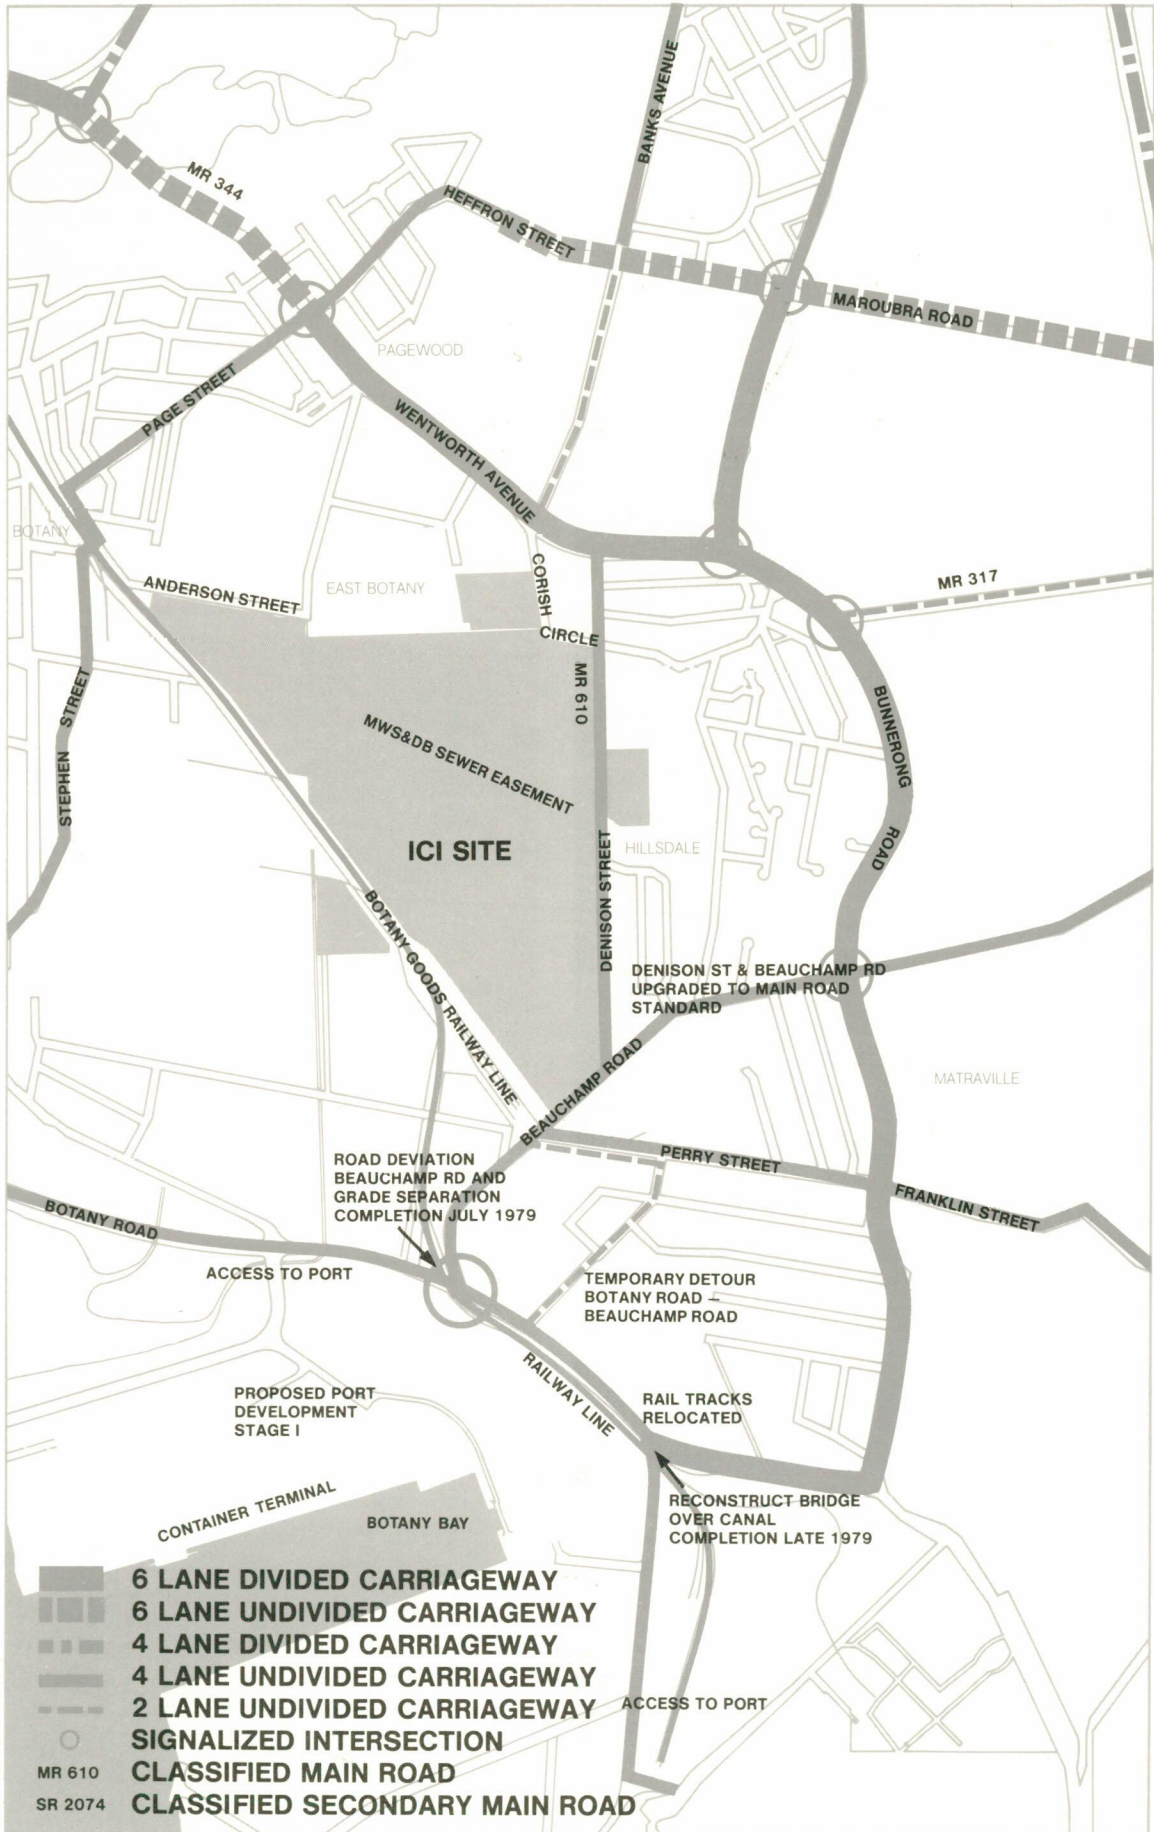 BANKS AVENUE
MR 344
HEFFRON STREET
MAROUBRA ROAD
PAGEWOOD
PAGE STREET
WENTWORTH AVENUE
BOTANY
ANDERSON STREET
EAST BOTANY
CORISH
CIRCLE
MR 317
MR 610
STEPHEN STREET
MWS&DB SEWER EASEMENT
BUNNERONG
ROAD
ICI SITE
HILLSDALE
DENISON STREET
BOTANY GOODS RAILWAY LINE
DENISON ST & BEAUCHAMP RD
UPGRADED TO MAIN ROAD
STANDARD
MATRAVILLE
BEAUCHAMP ROAD
PERRY STREET
FRANKLIN STREET
ROAD DEVIATION
BEAUCHAMP RD AND
GRADE SEPARATION
COMPLETION JULY 1979
BOTANY ROAD
ACCESS TO PORT
TEMPORARY DETOUR
BOTANY ROAD –
BEAUCHAMP ROAD
RAILWAY LINE
PROPOSED PORT
DEVELOPMENT
STAGE I
RAIL TRACKS
RELOCATED
CONTAINER TERMINAL
BOTANY BAY
RECONSTRUCT BRIDGE
OVER CANAL
COMPLETION LATE 1979
6 LANE DIVIDED CARRIAGEWAY
6 LANE UNDIVIDED CARRIAGEWAY
4 LANE DIVIDED CARRIAGEWAY
4 LANE UNDIVIDED CARRIAGEWAY
2 LANE UNDIVIDED CARRIAGEWAY
ACCESS TO PORT
SIGNALIZED INTERSECTION
MR 610 CLASSIFIED MAIN ROAD
SR 2074 CLASSIFIED SECONDARY MAIN ROAD